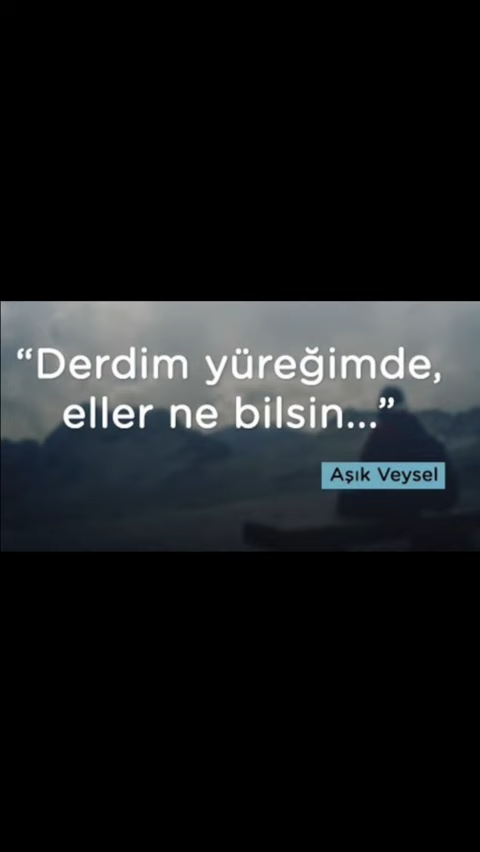 “Derdim yüreğimde,
eller ne bilsin...”
Aşık Veysel